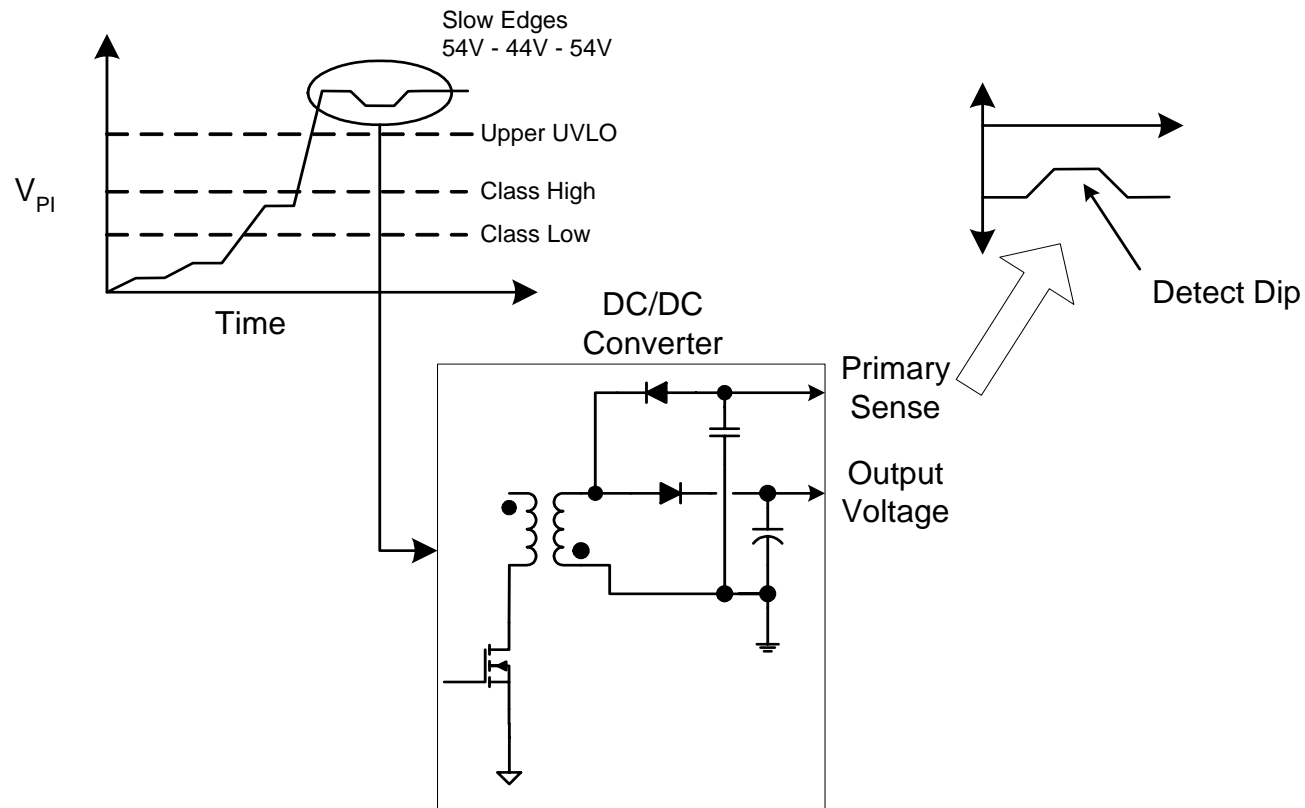 Slow Edges
54V - 44V - 54V
Upper UVLO
Class High
Class Low
V_PI
Time
DC/DC
Converter
Primary
Sense
Output
Voltage
Detect Dip